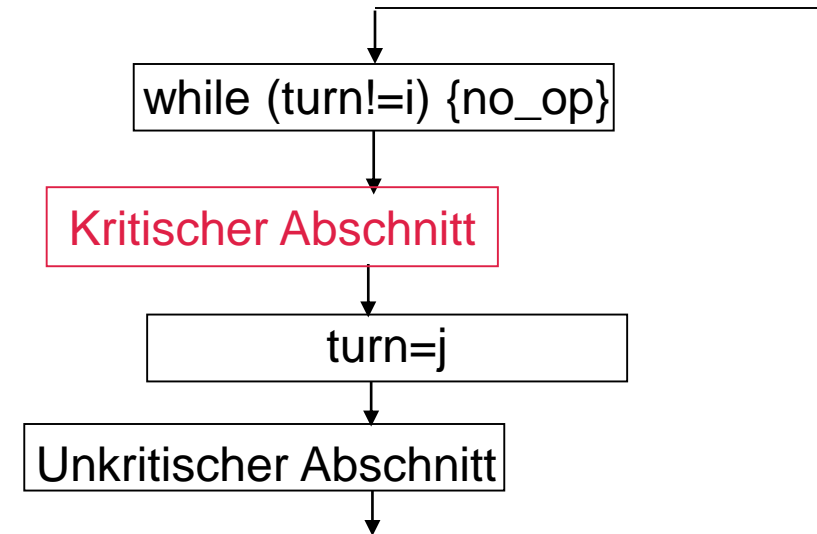 while (turn!=i) {no_op}
Kritischer Abschnitt
turn=j
Unkritischer Abschnitt